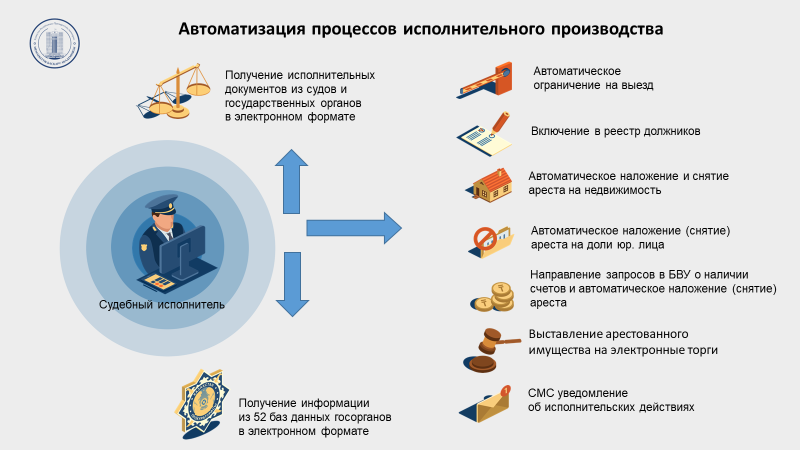 Автоматизация процессов исполнительного производства
Получение исполнительных
документов из судов и
государственных органов
в электронном формате
Судебный исполнитель
Получение информации
из 52 баз данных госорганов
в электронном формате
Автоматическое
ограничение на выезд
Включение в реестр должников
Автоматическое наложение и снятие
ареста на недвижимость
Автоматическое наложение (снятие)
ареста на доли юр. лица
Направление запросов в БВУ о наличии
счетов и автоматическое наложение (снятие)
ареста
Выставление арестованного
имущества на электронные торги
1
СМС уведомление
об исполнительских действиях